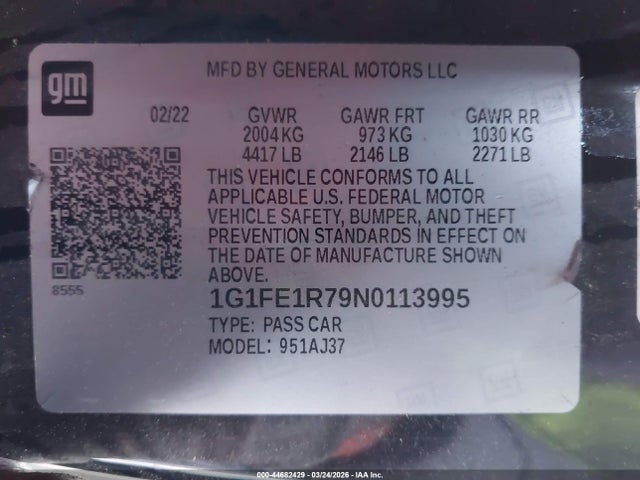 gm
MFD BY GENERAL MOTORS LLC
02/22 GVWR GAWR FRT GAWR RR
2004 KG 973 KG 1030 KG
4417 LB 2146 LB 2271 LB
THIS VEHICLE CONFORMS TO ALL
APPLICABLE U.S. FEDERAL MOTOR
VEHICLE SAFETY, BUMPER, AND THEFT
PREVENTION STANDARDS IN EFFECT ON
THE DATE OF MANUFACTURE SHOWN
ABOVE.
8555
1G1FE1R79N0113995
TYPE: PASS CAR
MODEL: 951AJ37
000-44682429 - 03/24/2026 - IAA Inc.